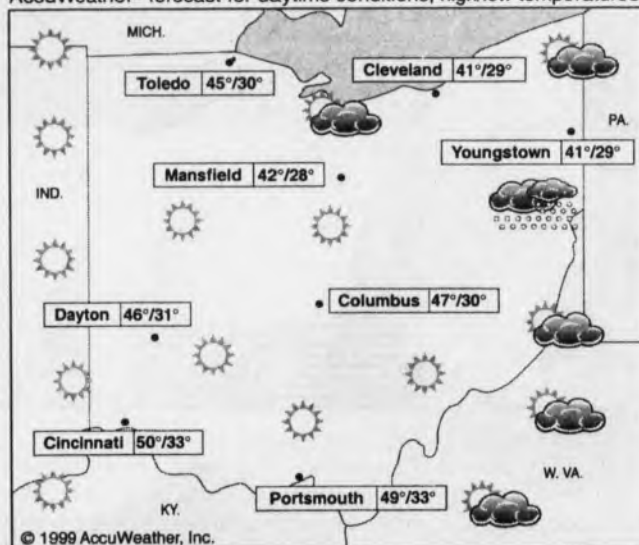 AccuWeather® forecast for daytime conditions, high/low temperatures
MICH.
Toledo 45°/30°
Cleveland 41°/29°
PA.
Youngstown 41°/29°
Mansfield 42°/28°
IND.
Columbus 47°/30°
Dayton 46°/31°
Cincinnati 50°/33°
W. VA.
Portsmouth 49°/33°
KY.
© 1999 AccuWeather, Inc.